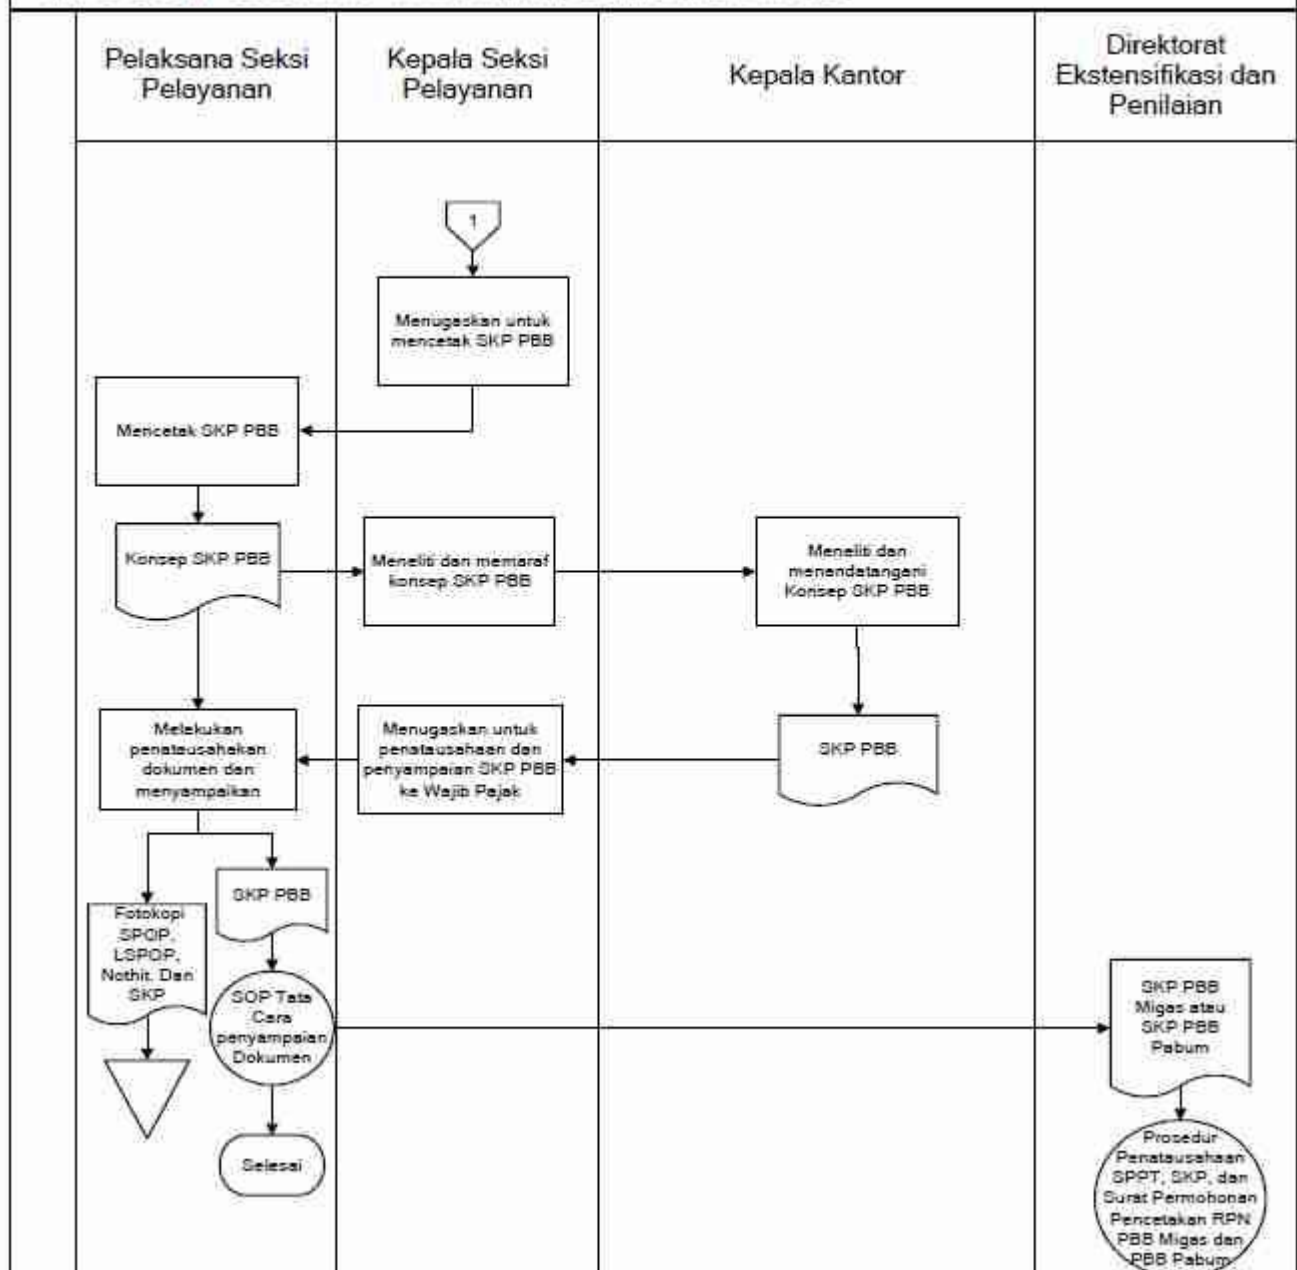 Pelaksana Seksi
Pelayanan
Kepala Seksi
Pelayanan
Kepala Kantor
Direktorat
Ekstensifikasi dan
Penilaian
1
Menugaskan untuk
mencetak SKP PBB
Mencetak SKP PBB
Konsep SKP PBB
Meneliti dan memaraf
konsep SKP PBB
Meneliti dan
menandatangani
Konsep SKP PBB
Melakukan
penatausahakan
dokumen dan
menyampaikan
Menugaskan untuk
penatausahaan dan
penyampaian SKP PBB
ke Wajib Pajak
SKP PBB
SKP PBB
Fotokopi
SPOP,
LSPOP,
Nothit. Dan
SKP
SOP Tata
Cara
penyampaian
Dokumen
Selesai
SKP PBB
Migas atau
SKP PBB
Pabum
Prosedur
Penatausahaan
SPPT, SKP, dan
Surat Permohonan
Pencetakan RPN
PBB Migas dan
PBB Pabum